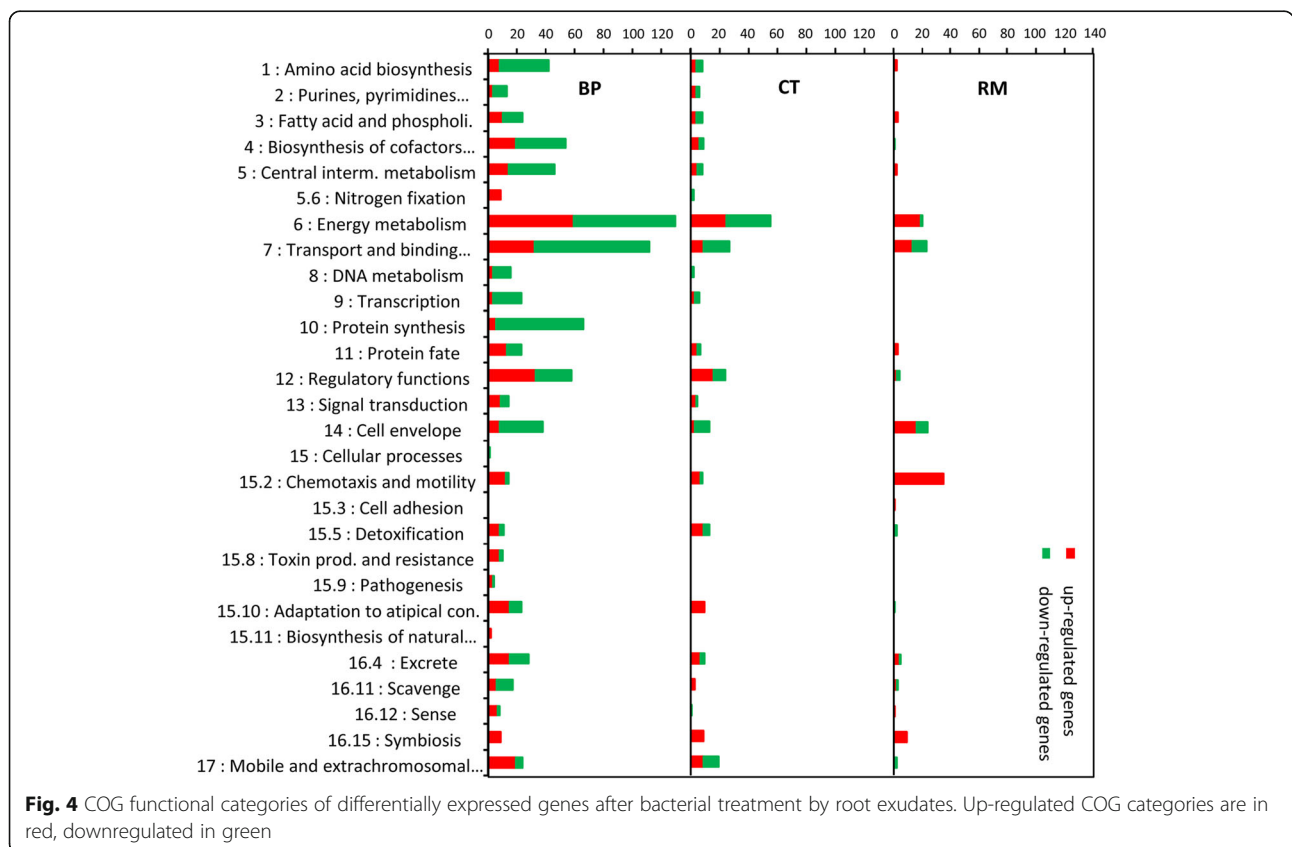 0 20 40 60 80 100 120 0 20 40 60 80 100 120 0 20 40 60 80 100 120 140
BP CT RM
1 : Amino acid biosynthesis
2 : Purines, pyrimidines...
3 : Fatty acid and phospholi.
4 : Biosynthesis of cofactors...
5 : Central interm. metabolism
5.6 : Nitrogen fixation
6 : Energy metabolism
7 : Transport and binding...
8 : DNA metabolism
9 : Transcription
10 : Protein synthesis
11 : Protein fate
12 : Regulatory functions
13 : Signal transduction
14 : Cell envelope
15 : Cellular processes
15.2 : Chemotaxis and motility
15.3 : Cell adhesion
15.5 : Detoxification
15.8 : Toxin prod. and resistance
15.9 : Pathogenesis
15.10 : Adaptation to atipical con.
15.11 : Biosynthesis of natural...
16.4 : Excrete
16.11 : Scavenge
16.12 : Sense
16.15 : Symbiosis
17 : Mobile and extrachromosomal...
up-regulated genes
down-regulated genes
Fig. 4 COG functional categories of differentially expressed genes after bacterial treatment by root exudates. Up-regulated COG categories are in
red, downregulated in green